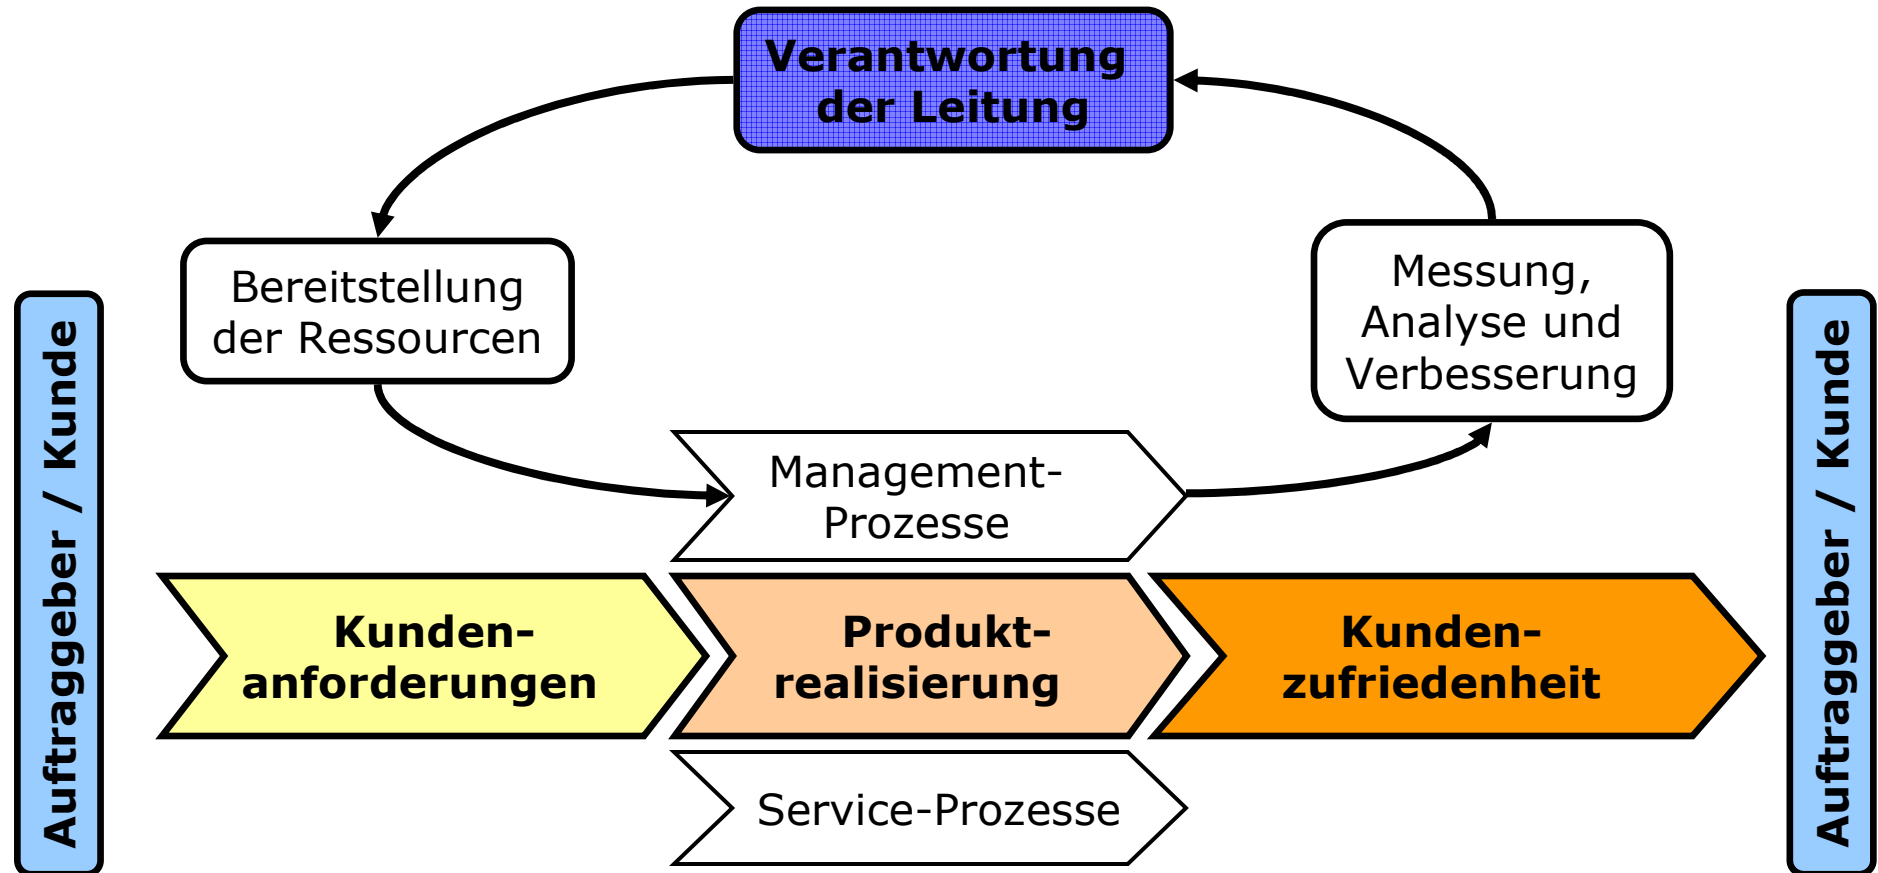 Verantwortung
der Leitung
Bereitstellung
der Ressourcen
Messung,
Analyse und
Verbesserung
Auftraggeber / Kunde
Management-
Prozesse
Kunden-
anforderungen
Produkt-
realisierung
Kunden-
zufriedenheit
Service-Prozesse
Auftraggeber / Kunde